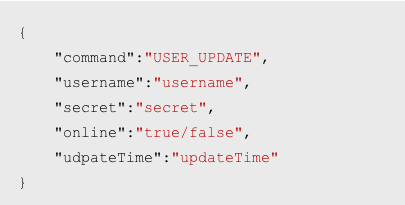 {
"command":"USER_UPDATE",
"username":"username",
"secret":"secret",
"online":"true/false",
"udpateTime":"updateTime"
}